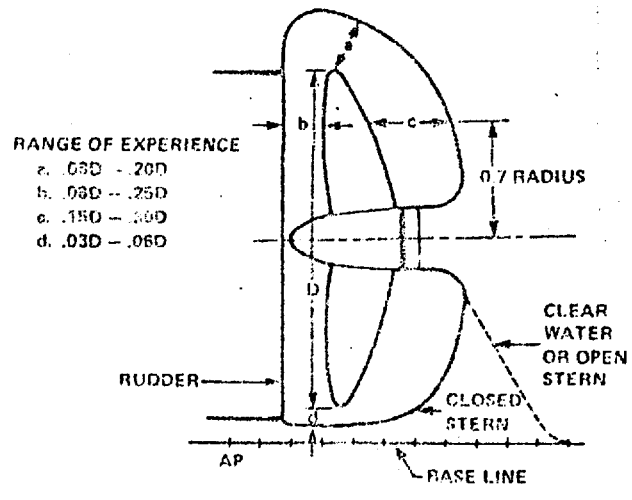 RANGE OF EXPERIENCE
a. .08D – .20D
b. .08D – .25D
c. .15D – .30D
d. .03D – .06D
a
b
c
0.7 RADIUS
D
d
RUDDER
CLEAR
WATER
OR OPEN
STERN
CLOSED
STERN
AP
BASE LINE